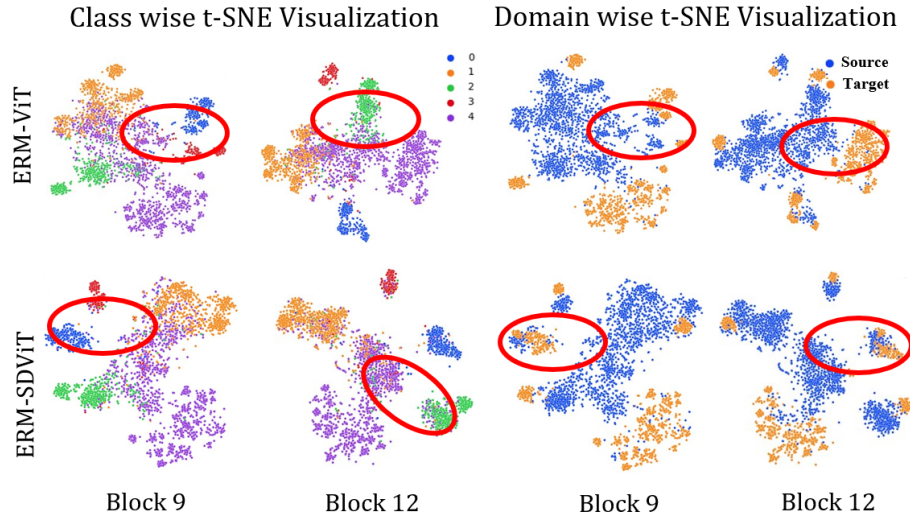 Class wise t-SNE Visualization
Domain wise t-SNE Visualization
ERM-ViT
0
1
2
3
4
Source
Target
ERM-SDViT
Block 9
Block 12
Block 9
Block 12